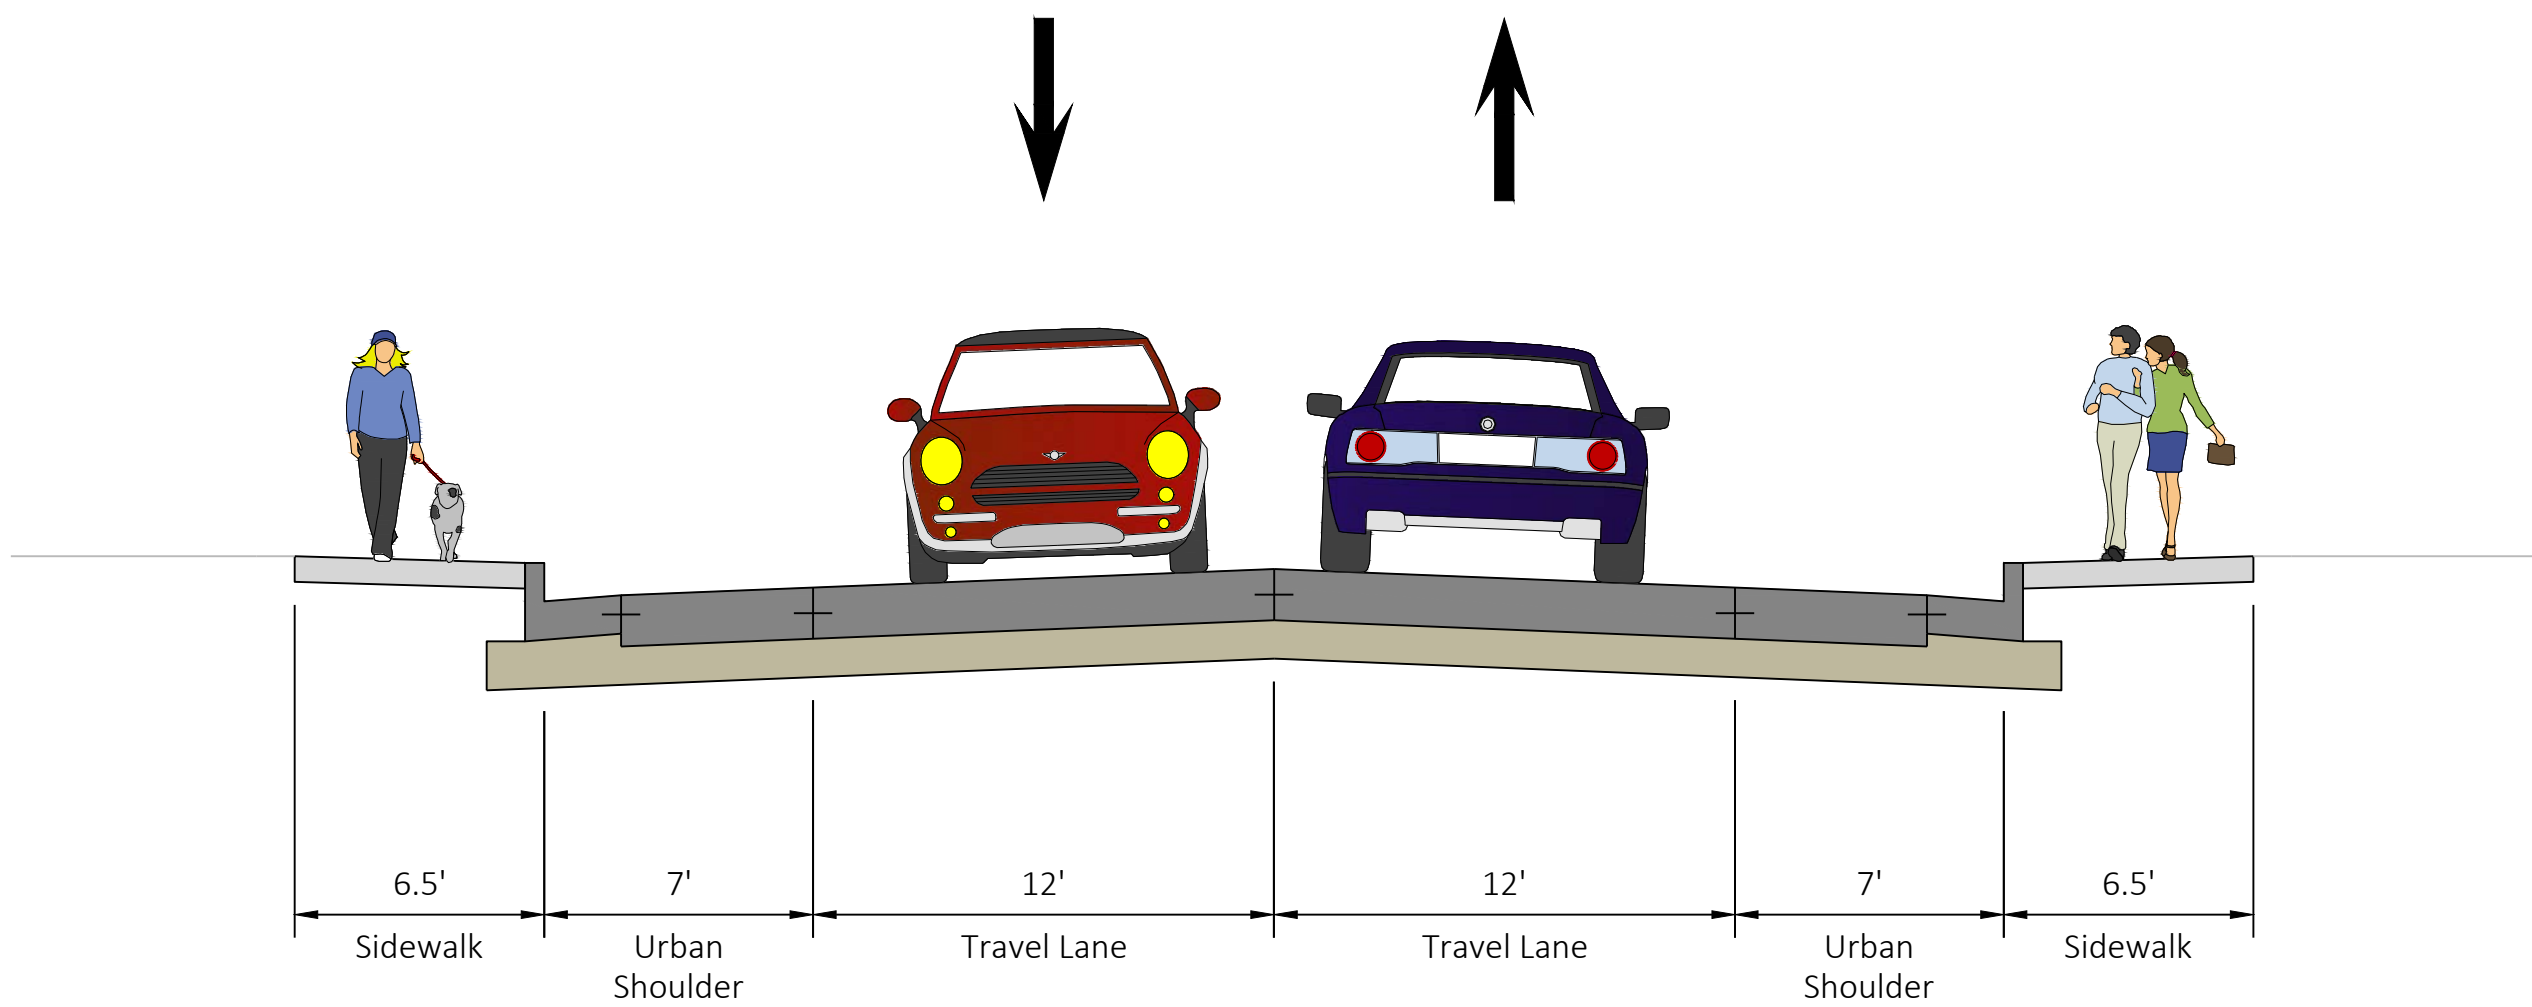 6.5' 7' 12' 12' 7' 6.5'
Sidewalk Urban Travel Lane Travel Lane Urban Sidewalk
Shoulder Shoulder